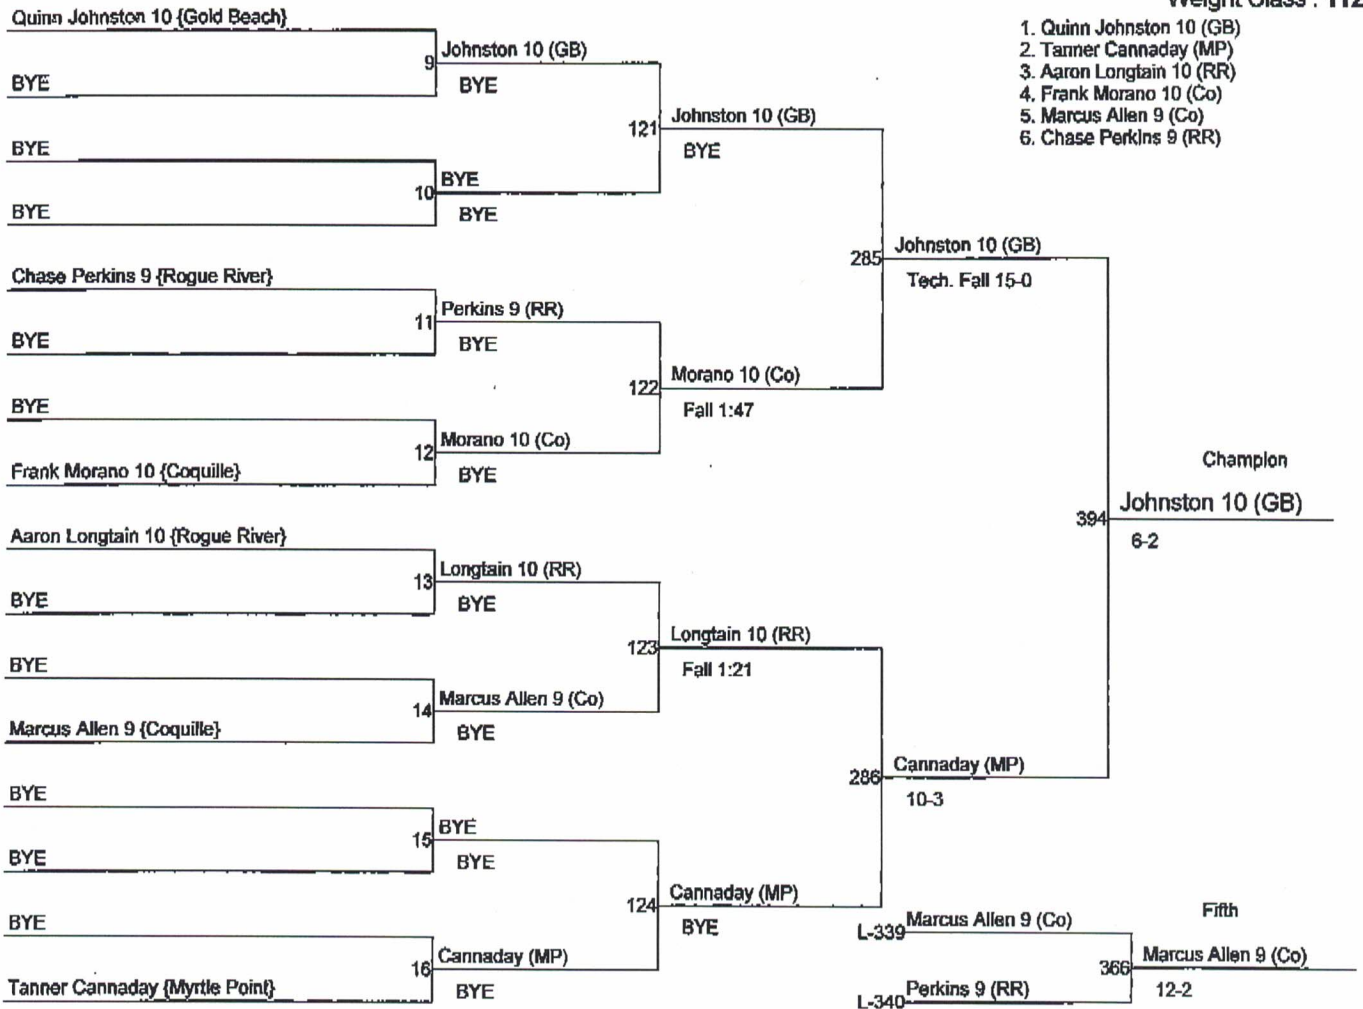 Weight Class : 112
1. Quinn Johnston 10 (GB)
2. Tanner Cannaday (MP)
3. Aaron Longtain 10 (RR)
4. Frank Morano 10 (Co)
5. Marcus Allen 9 (Co)
6. Chase Perkins 9 (RR)
Quinn Johnston 10 {Gold Beach}
9 Johnston 10 (GB)
BYE
BYE
121 Johnston 10 (GB)
BYE
BYE
10 BYE
BYE
BYE
285 Johnston 10 (GB)
Tech. Fall 15-0
Chase Perkins 9 {Rogue River}
11 Perkins 9 (RR)
BYE
BYE
122 Morano 10 (Co)
Fall 1:47
BYE
12 Morano 10 (Co)
BYE
Frank Morano 10 {Coquille}
Champion
394 Johnston 10 (GB)
6-2
Aaron Longtain 10 {Rogue River}
13 Longtain 10 (RR)
BYE
BYE
123 Longtain 10 (RR)
Fall 1:21
BYE
14 Marcus Allen 9 (Co)
BYE
Marcus Allen 9 {Coquille}
286 Cannaday (MP)
10-3
BYE
15 BYE
BYE
BYE
124 Cannaday (MP)
BYE
BYE
16 Cannaday (MP)
BYE
Tanner Cannaday {Myrtle Point}
Fifth
L-339 Marcus Allen 9 (Co)
366 Marcus Allen 9 (Co)
12-2
L-340 Perkins 9 (RR)